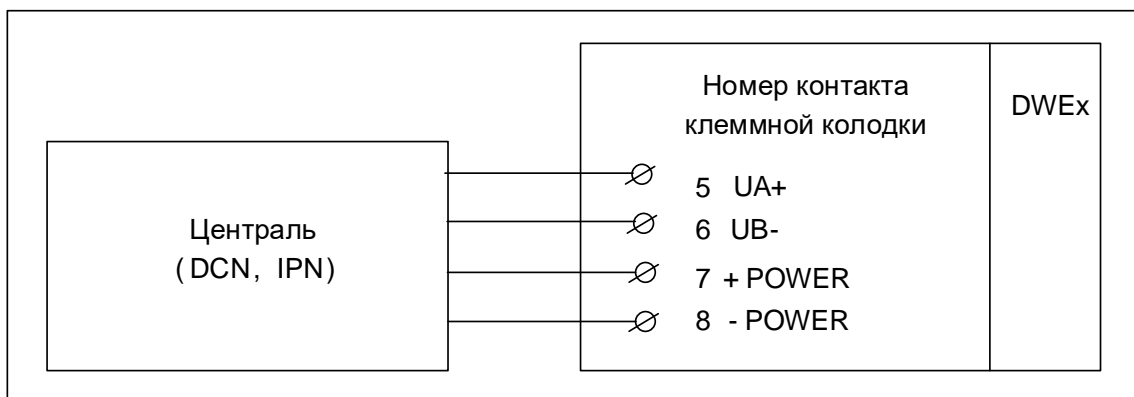 Номер контакта
клеммной колодки
DWEx
Централь
(DCN, IPN)
5 UA+
6 UB-
7 + POWER
8 - POWER